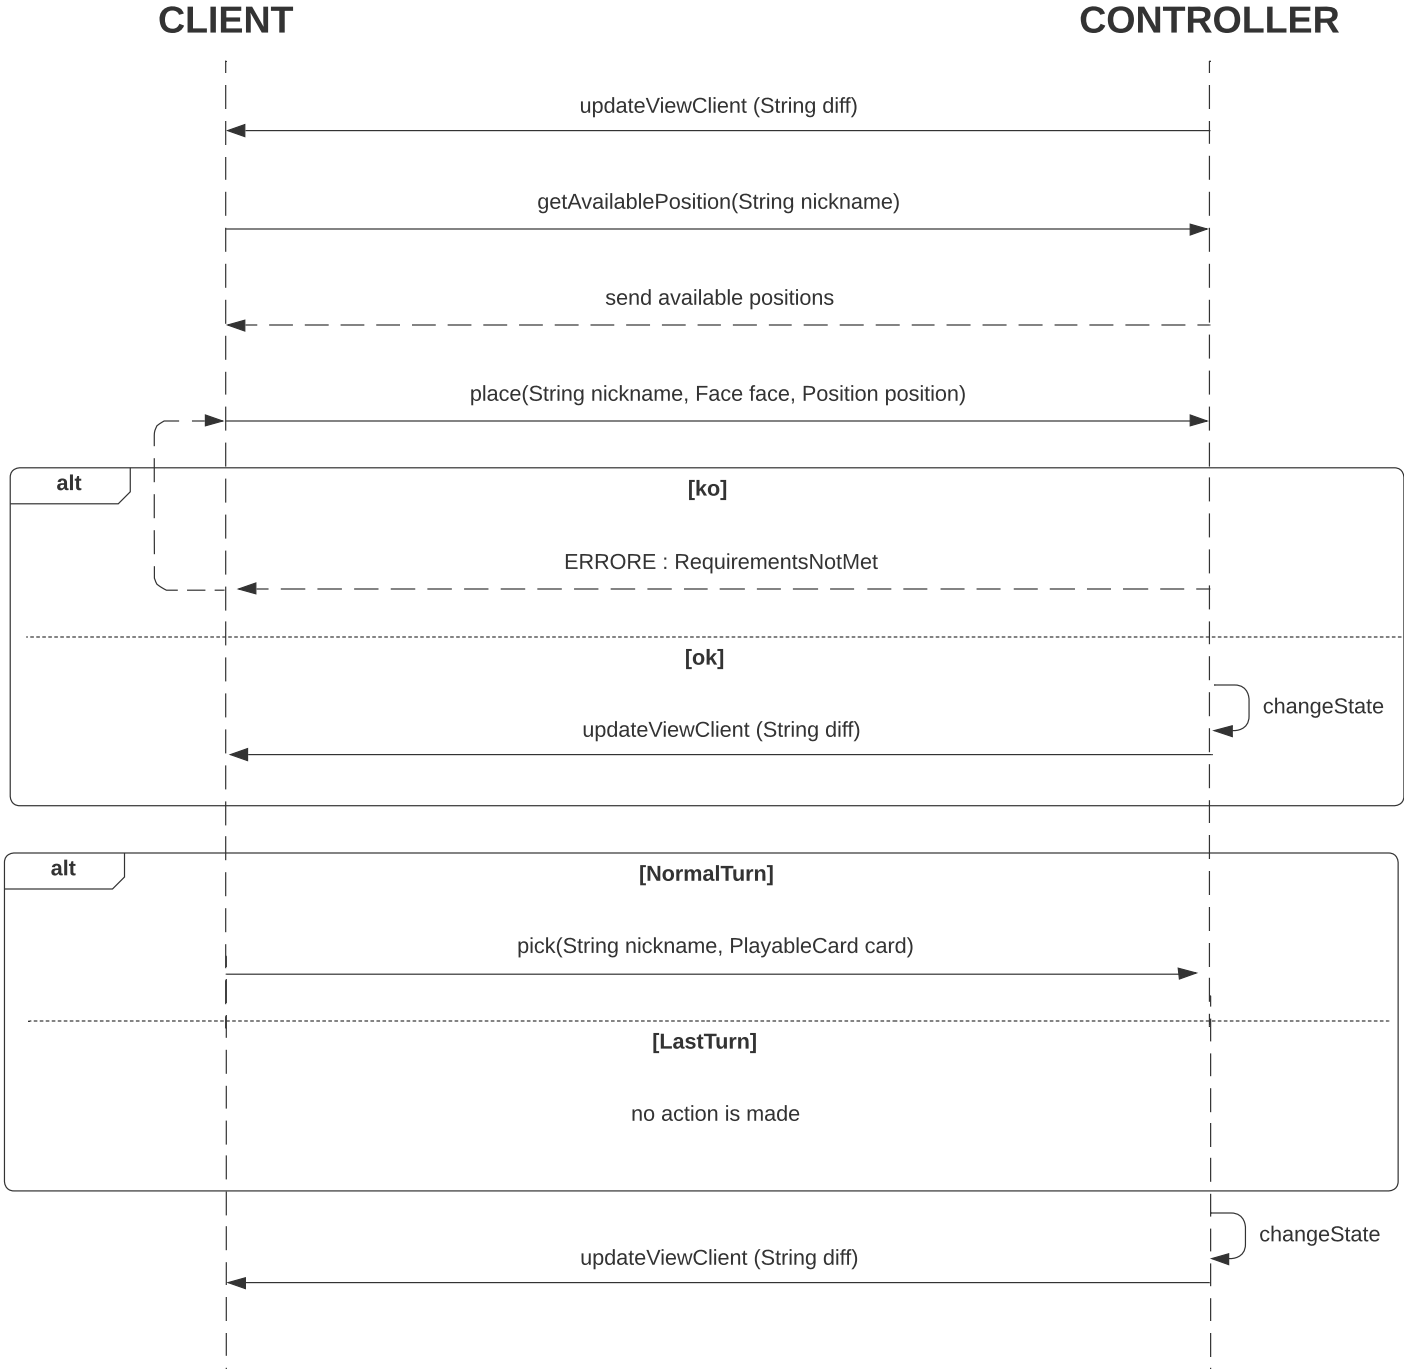 CLIENT
CONTROLLER
updateViewClient (String diff)
getAvailablePosition(String nickname)
send available positions
place(String nickname, Face face, Position position)
alt
[ko]
ERRORE : RequirementsNotMet
[ok]
changeState
updateViewClient (String diff)
alt
[NormalTurn]
pick(String nickname, PlayableCard card)
[LastTurn]
no action is made
changeState
updateViewClient (String diff)